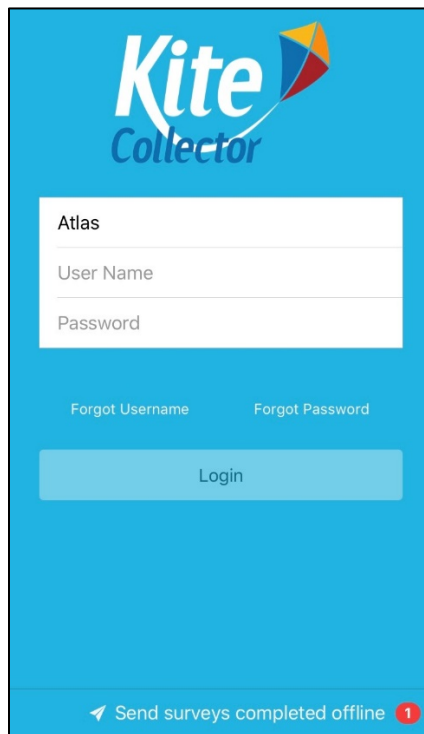 Kite
Collector
Atlas
User Name
Password
Forgot Username Forgot Password
Login
Send surveys completed offline 1